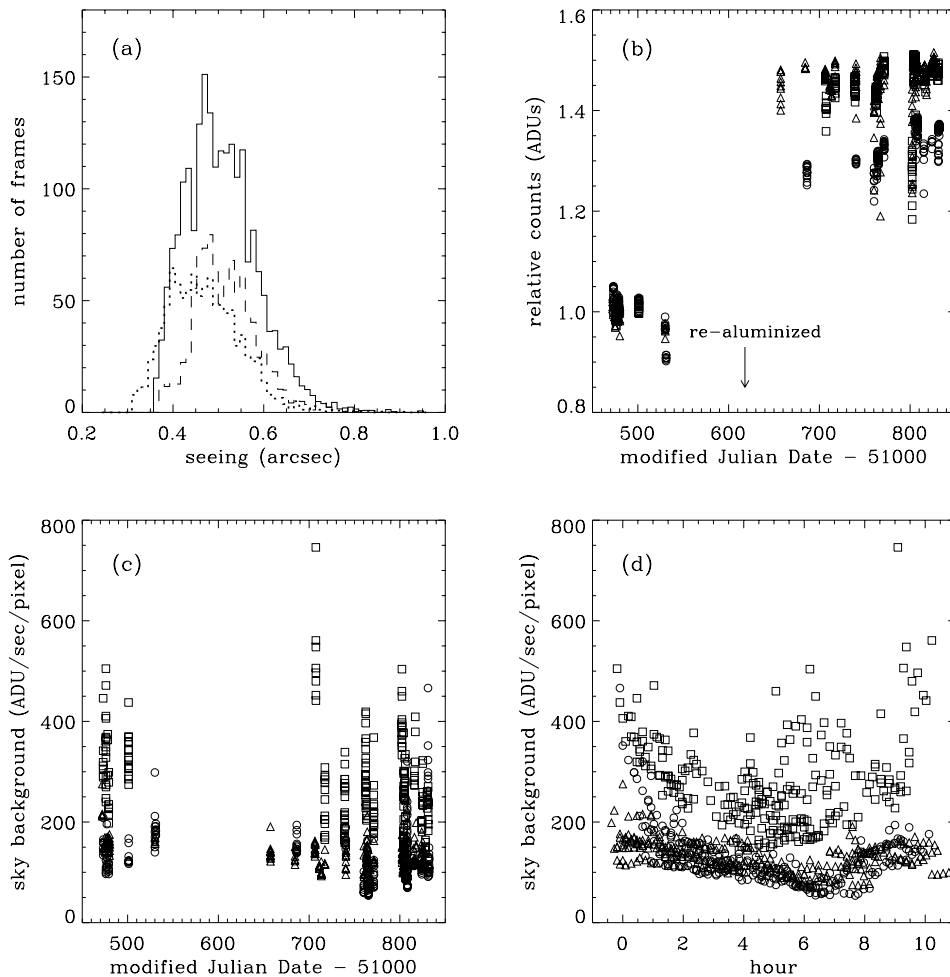 (a)
number of frames
150
100
50
0
0.2 0.4 0.6 0.8 1.0
seeing (arcsec)
(b)
relative counts (ADUs)
1.6
1.4
1.2
1.0
0.8
re-aluminized
500 600 700 800
modified Julian Date - 51000
(c)
sky background (ADU/sec/pixel)
800
600
400
200
0
500 600 700 800
modified Julian Date - 51000
(d)
sky background (ADU/sec/pixel)
800
600
400
200
0
0 2 4 6 8 10
hour